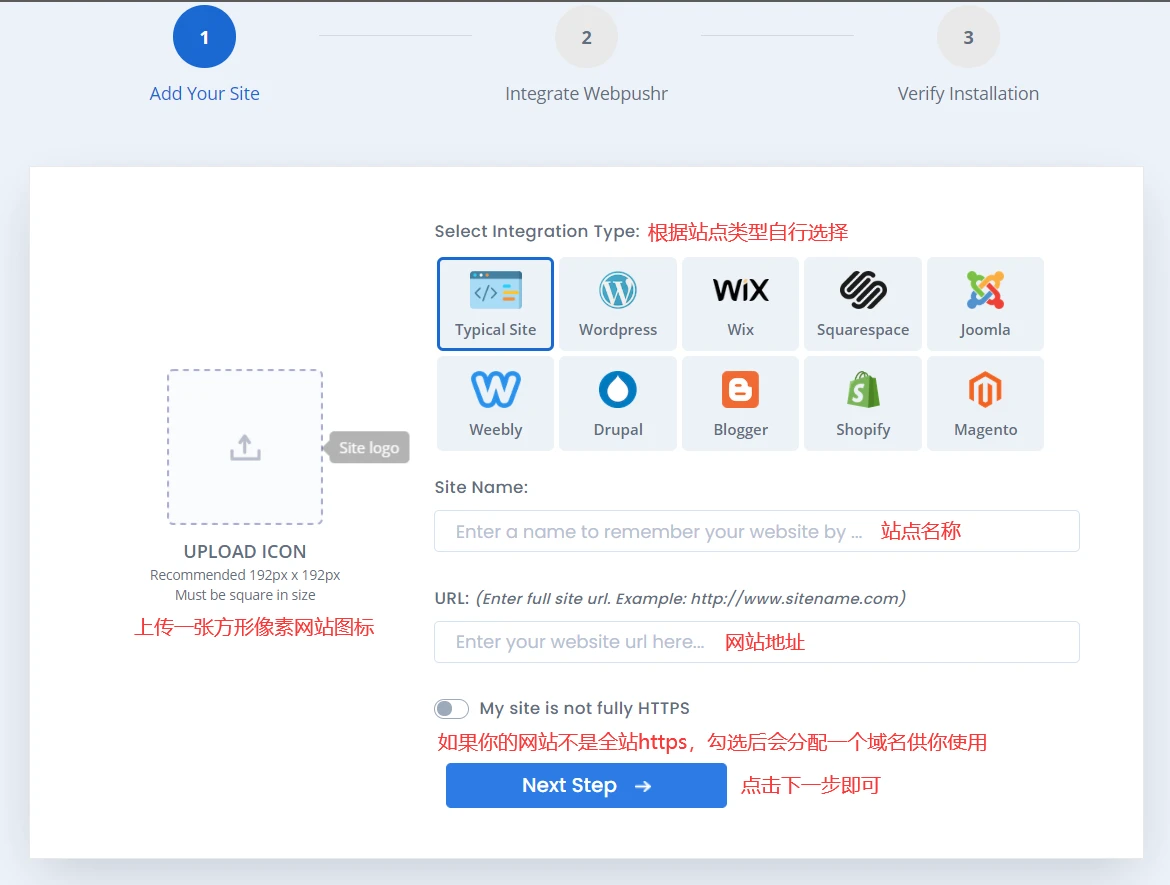 1
2
3
Add Your Site
Integrate Webpushr
Verify Installation
Select Integration Type: 根据站点类型自行选择
Typical Site
Wordpress
WiX
Wix
Squarespace
Joomla
Weebly
Drupal
Blogger
Shopify
Magento
Site logo
UPLOAD ICON
Recommended 192px x 192px
Must be square in size
上传一张方形像素网站图标
Site Name:
Enter a name to remember your website by ... 站点名称
URL: (Enter full site url. Example: http://www.sitename.com)
Enter your website url here... 网站地址
My site is not fully HTTPS
如果你的网站不是全站https，勾选后会分配一个域名供你使用
Next Step → 点击下一步即可